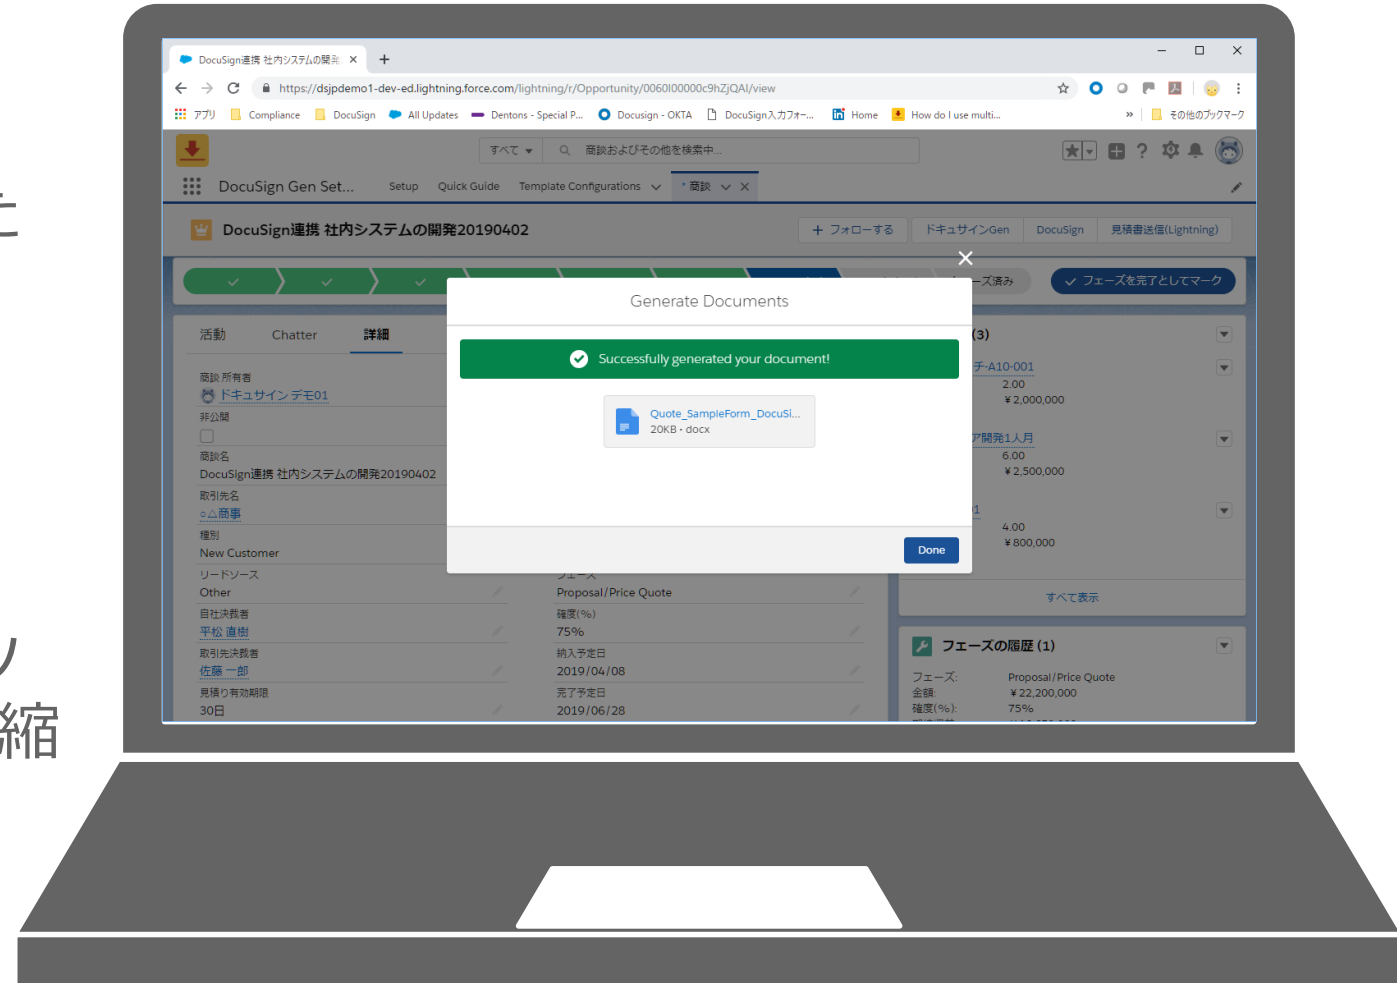 DocuSign連携 社内システムの開発
https://dsjpdemo1-dev-ed.lightning.force.com/lightning/r/Opportunity/0060I00000c9hZjQAI/view
アプリ Compliance DocuSign All Updates Dentons - Special P... Docusign - OKTA DocuSign入力フォー... Home How do I use multi... » その他のブックマーク
すべて 商談およびその他を検索中...
DocuSign Gen Set... Setup Quick Guide Template Configurations * 商談
DocuSign連携 社内システムの開発20190402
+ フォローする ドキュサインGen DocuSign 見積書送信(Lightning)
た
ーズ済み フェーズを完了としてマーク
Generate Documents
Successfully generated your document!
Quote_SampleForm_DocuSi...
20KB • docx
Done
活動 Chatter 詳細
商談 所有者
ドキュサイン デモ01
非公開
商談名
DocuSign連携 社内システムの開発20190402
取引先名
○△商事
種別
New Customer
リードソース
Other
自社決裁者
平松 直樹
取引先決裁者
佐藤 一郎
見積り有効期限
30日
フェーズ
Proposal/Price Quote
確度(%)
75%
納入予定日
2019/04/08
完了予定日
2019/06/28
(3)
チ-A10-001
2.00
¥2,000,000
ア開発1人月
6.00
¥2,500,000
4.00
¥800,000
すべて表示
フェーズの履歴 (1)
フェーズ: Proposal/Price Quote
金額: ¥22,200,000
確度(%): 75%
ソ
縮